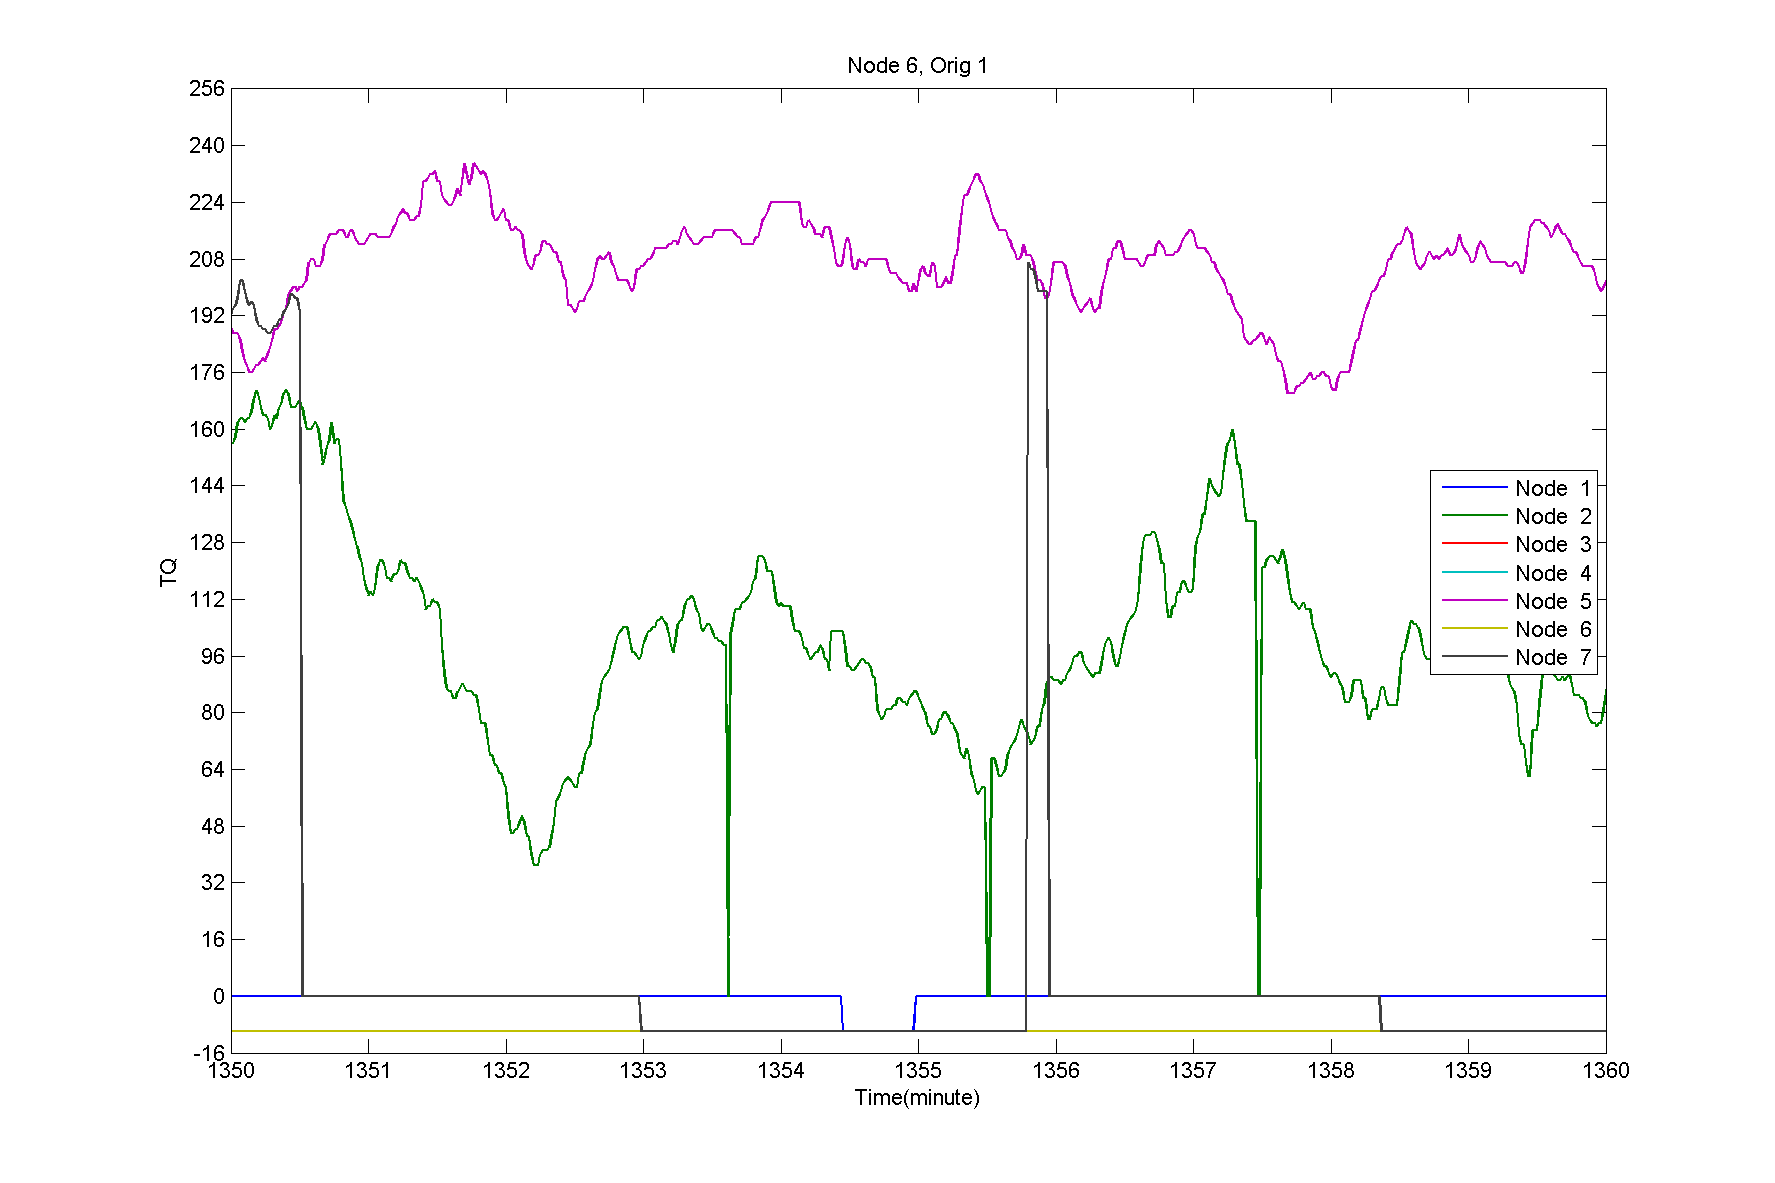 Node 6, Orig 1
256
240
224
208
192
176
160
144
128
112
96
80
64
48
32
16
0
-16
TQ
Node 1
Node 2
Node 3
Node 4
Node 5
Node 6
Node 7
1350 1351 1352 1353 1354 1355 1356 1357 1358 1359 1360
Time(minute)